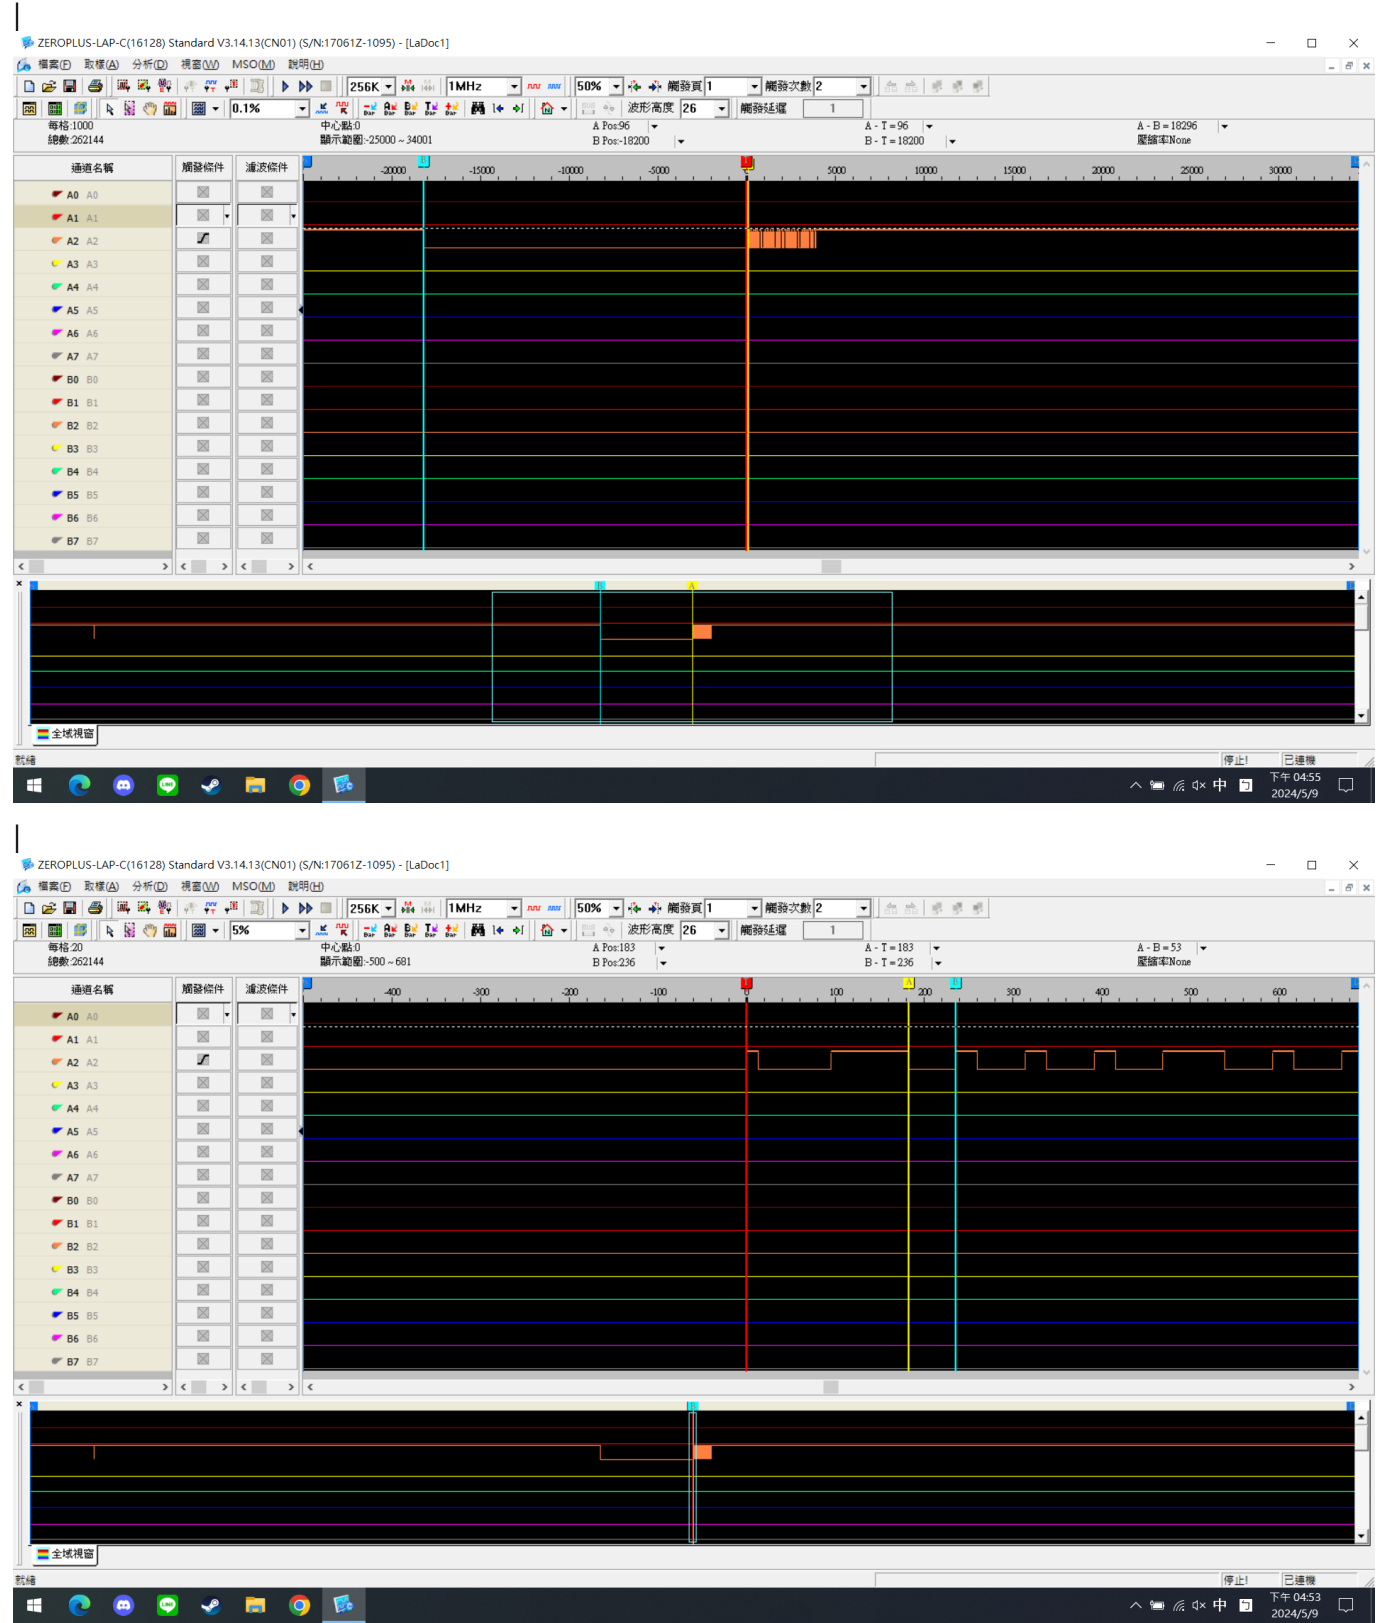 ZEROPLUS-LAP-C(16128) Standard V3.14.13(CN01) (S/N:17061Z-1095) - [LaDoc1]
檔案(F) 取樣(A) 分析(D) 視窗(W) MSO(M) 說明(H)
256K 1MHz 50% 觸發頁 1 觸發次數 2
0.1% 波形高度 26 觸發延遲 1
每格:1000 中心點:0 A Pos:96 A - T = 96 A - B = 18296
總數:262144 顯示範圍:-25000 ~ 34001 B Pos:-18200 B - T = 18200 壓縮率:None
通道名稱 觸發條件 濾波條件 B T -20000 -15000 -10000 -5000 0 5000 10000 15000 20000 25000 30000
A0 A0
A1 A1
A2 A2
A3 A3
A4 A4
A5 A5
A6 A6
A7 A7
B0 B0
B1 B1
B2 B2
B3 B3
B4 B4
B5 B5
B6 B6
B7 B7
B A
全域視窗
就緒 停止! 已連機
中 下午 04:55
2024/5/9
ZEROPLUS-LAP-C(16128) Standard V3.14.13(CN01) (S/N:17061Z-1095) - [LaDoc1]
檔案(F) 取樣(A) 分析(D) 視窗(W) MSO(M) 說明(H)
256K 1MHz 50% 觸發頁 1 觸發次數 2
5% 波形高度 26 觸發延遲 1
每格:20 中心點:0 A Pos:183 A - T = 183 A - B = 53
總數:262144 顯示範圍:-500 ~ 681 B Pos:236 B - T = 236 壓縮率:None
通道名稱 觸發條件 濾波條件 T A B -400 -300 -200 -100 0 100 200 300 400 500 600
A0 A0
A1 A1
A2 A2
A3 A3
A4 A4
A5 A5
A6 A6
A7 A7
B0 B0
B1 B1
B2 B2
B3 B3
B4 B4
B5 B5
B6 B6
B7 B7
全域視窗
就緒 停止! 已連機
中 下午 04:53
2024/5/9